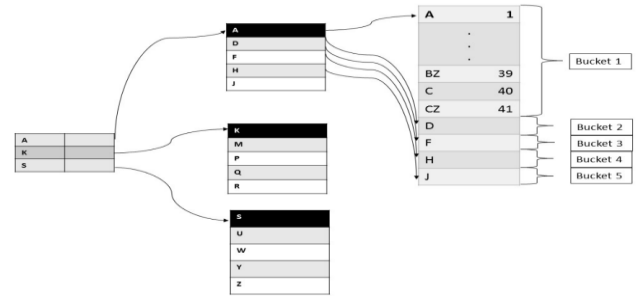 A
K
S
A
D
F
H
J
K
M
P
Q
R
S
U
W
Y
Z
A 1
.
.
.
BZ 39
C 40
CZ 41
D
F
H
J
Bucket 1
Bucket 2
Bucket 3
Bucket 4
Bucket 5